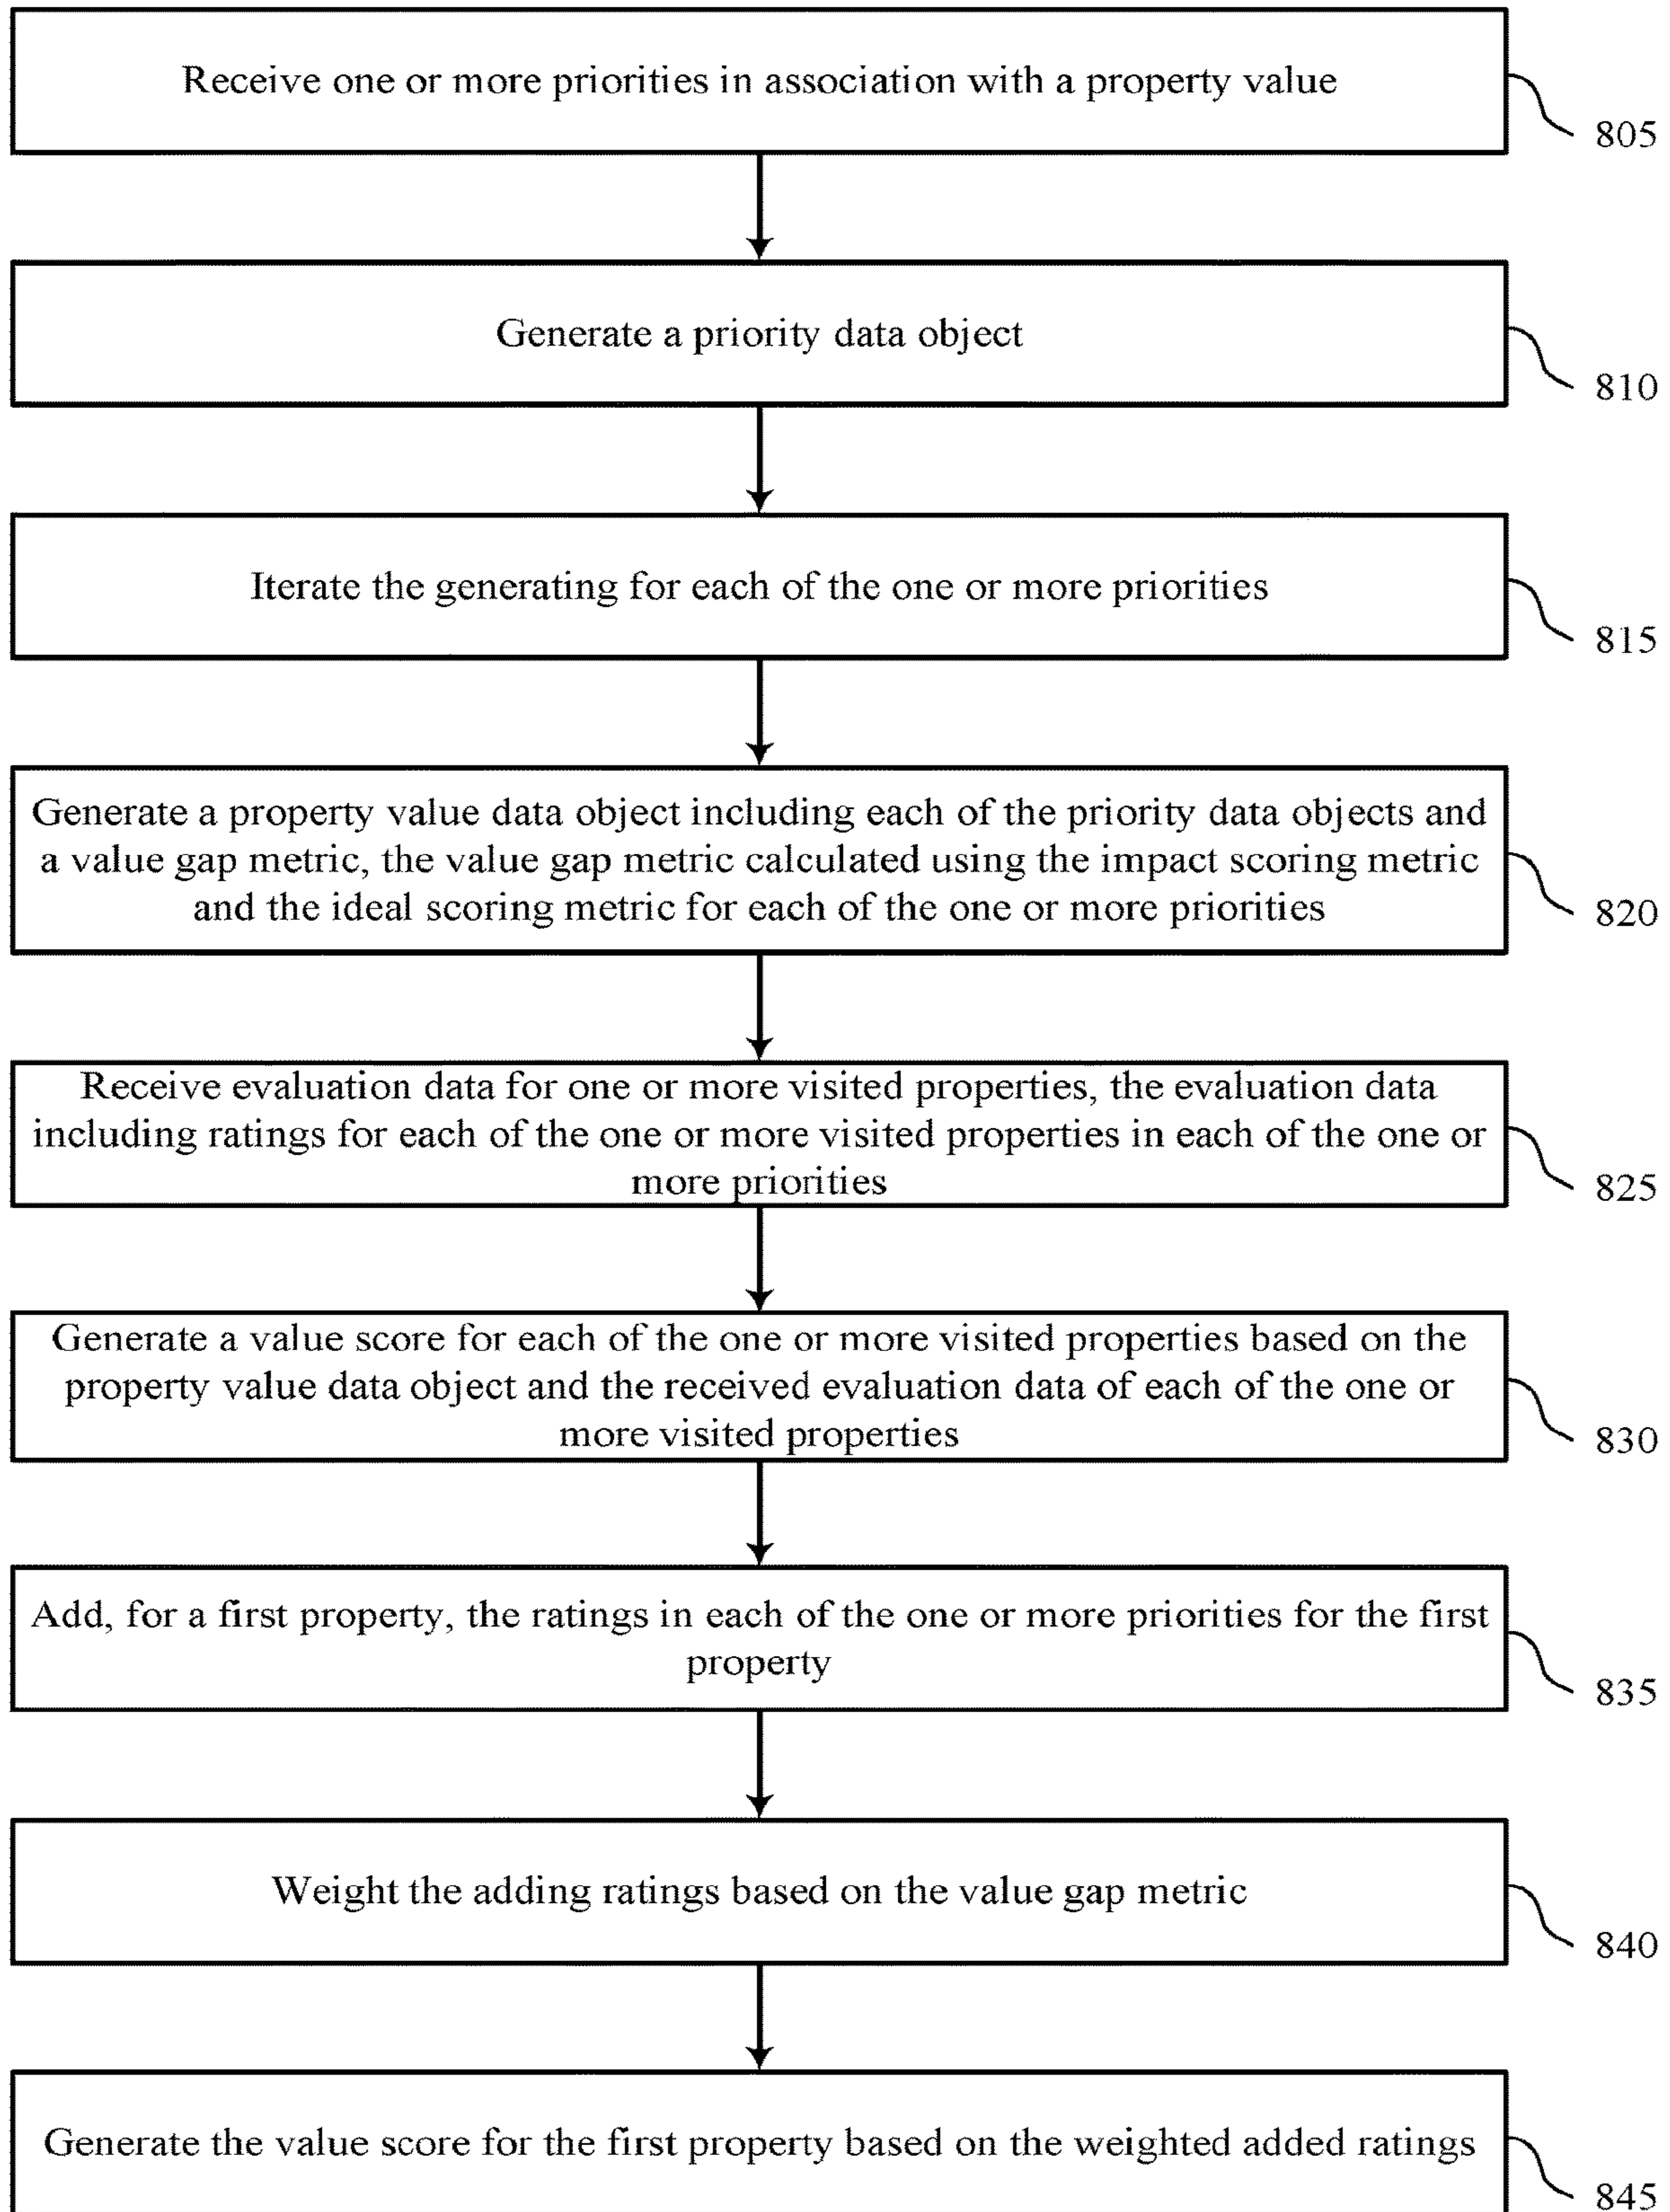 Receive one or more priorities in association with a property value
805
Generate a priority data object
810
Iterate the generating for each of the one or more priorities
815
Generate a property value data object including each of the priority data objects and
a value gap metric, the value gap metric calculated using the impact scoring metric
and the ideal scoring metric for each of the one or more priorities
820
Receive evaluation data for one or more visited properties, the evaluation data
including ratings for each of the one or more visited properties in each of the one or
more priorities
825
Generate a value score for each of the one or more visited properties based on the
property value data object and the received evaluation data of each of the one or
more visited properties
830
Add, for a first property, the ratings in each of the one or more priorities for the first
property
835
Weight the adding ratings based on the value gap metric
840
Generate the value score for the first property based on the weighted added ratings
845